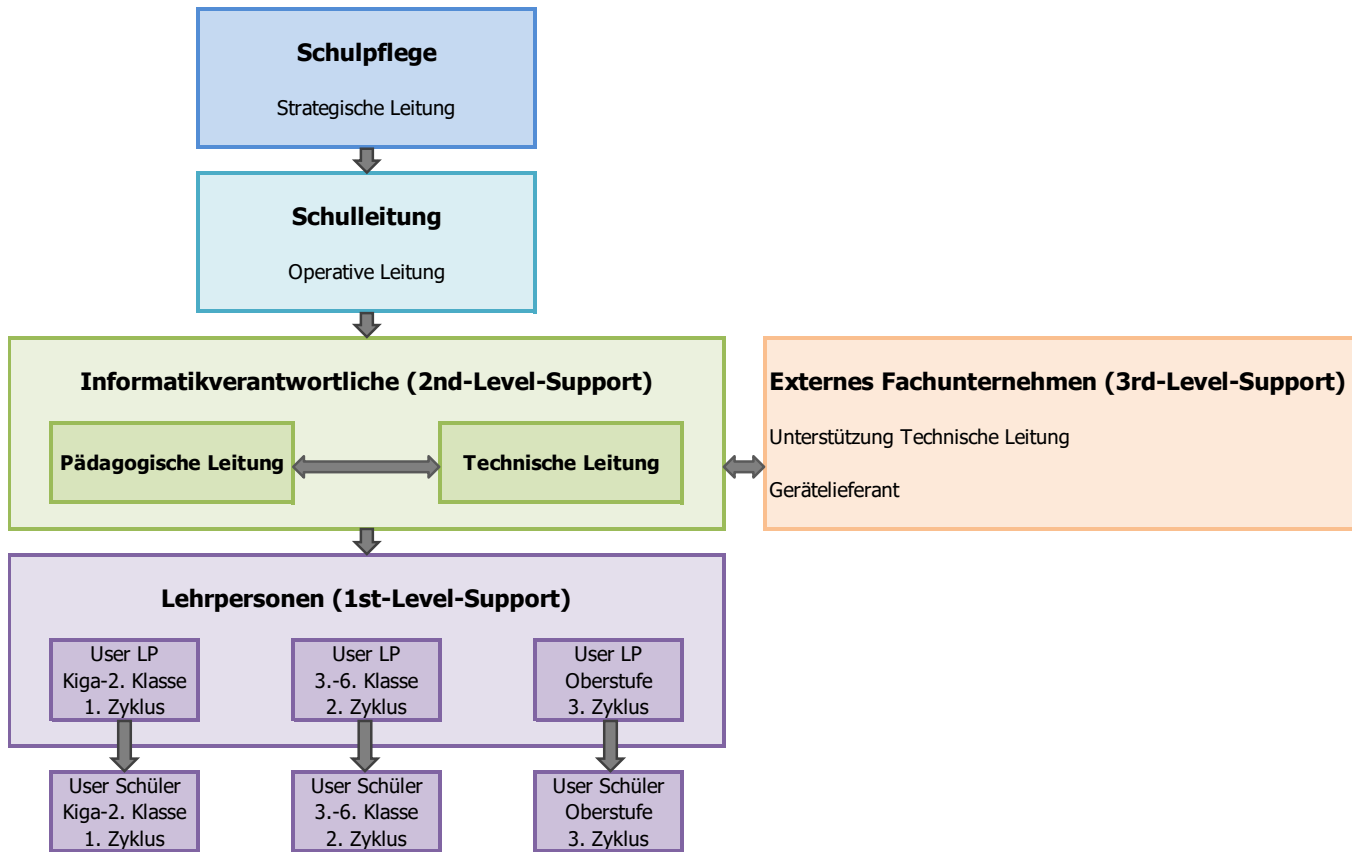 Schulpflege
Strategische Leitung
Schulleitung
Operative Leitung
Informatikverantwortliche (2nd-Level-Support)
Pädagogische Leitung
Technische Leitung
Externes Fachunternehmen (3rd-Level-Support)
Unterstützung Technische Leitung
Gerätelieferant
Lehrpersonen (1st-Level-Support)
User LP
Kiga-2. Klasse
1. Zyklus
User LP
3.-6. Klasse
2. Zyklus
User LP
Oberstufe
3. Zyklus
User Schüler
Kiga-2. Klasse
1. Zyklus
User Schüler
3.-6. Klasse
2. Zyklus
User Schüler
Oberstufe
3. Zyklus